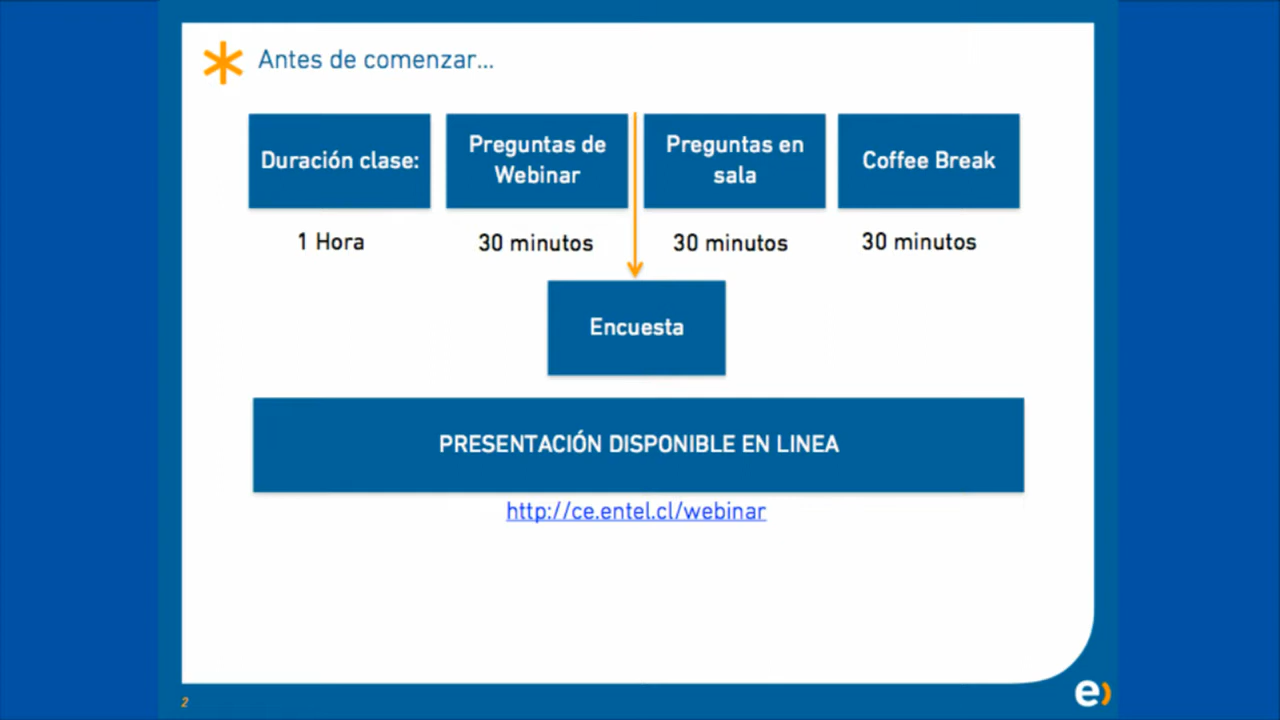 Antes de comenzar...
Duración clase:
Preguntas de
Webinar
Preguntas en
sala
Coffee Break
1 Hora
30 minutos
30 minutos
30 minutos
Encuesta
PRESENTACIÓN DISPONIBLE EN LINEA
http://ce.entel.cl/webinar
2
e)